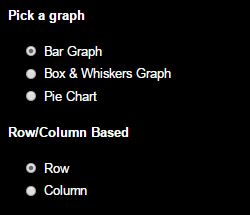 Pick a graph
Bar Graph
Box & Whiskers Graph
Pie Chart
Row/Column Based
Row
Column